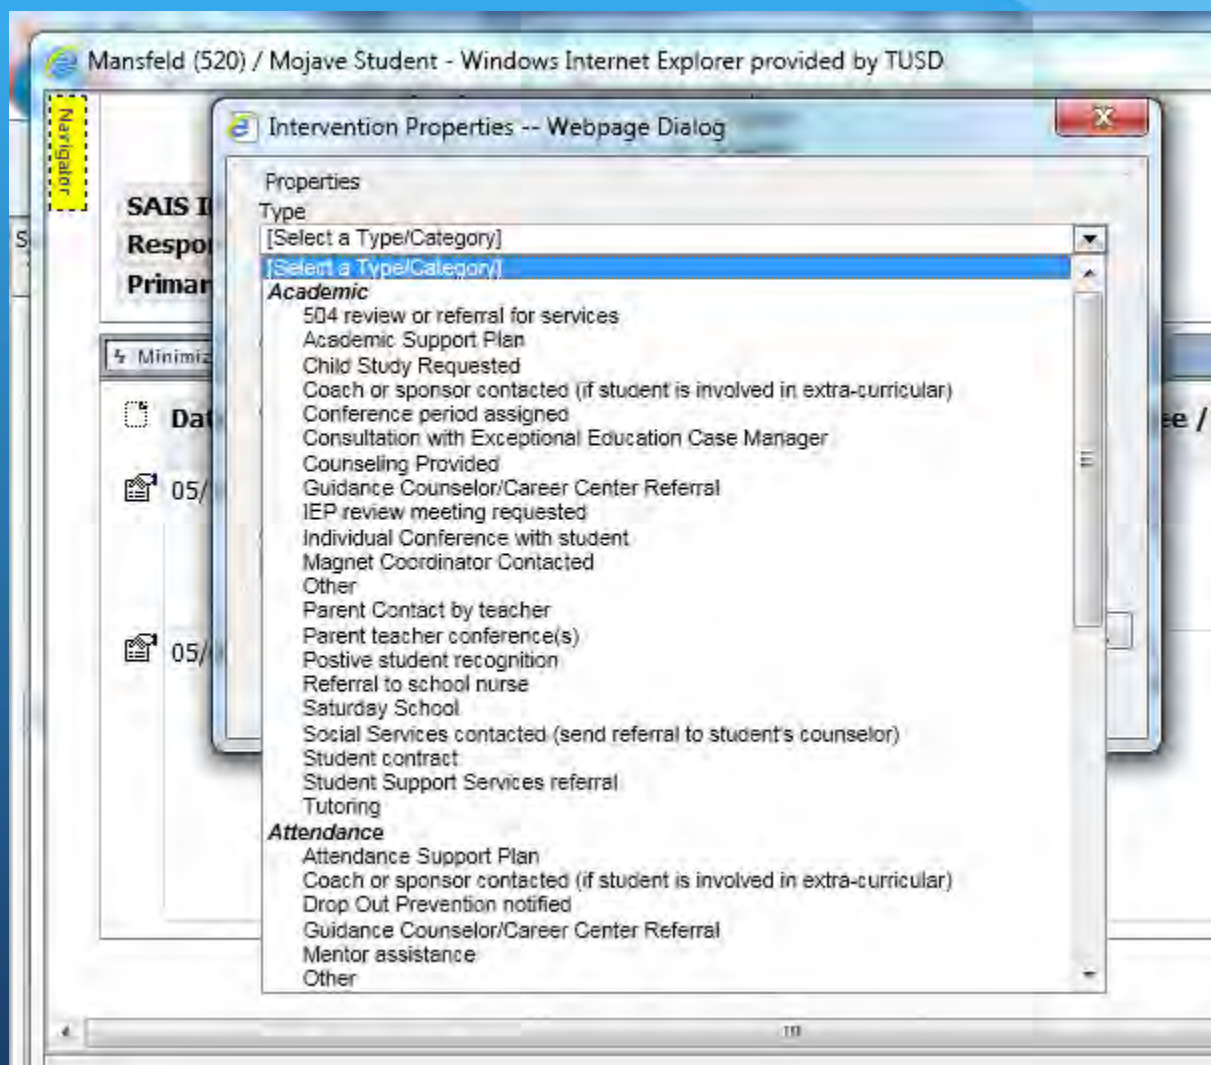 Mansfeld (520) / Mojave Student - Windows Internet Explorer provided by TUSD
Navigator
Intervention Properties -- Webpage Dialog
Properties
SAIS I
Type
Respo
[Select a Type/Category]
Primar
[Select a Type/Category]
Academic
504 review or referral for services
Academic Support Plan
Minimiz
Child Study Requested
Coach or sponsor contacted (if student is involved in extra-curricular)
Dat
ee /
Conference period assigned
Consultation with Exceptional Education Case Manager
Counseling Provided
05/
Guidance Counselor/Career Center Referral
IEP review meeting requested
Individual Conference with student
Magnet Coordinator Contacted
Other
Parent Contact by teacher
Parent teacher conference(s)
05/
Postive student recognition
Referral to school nurse
Saturday School
Social Services contacted (send referral to student's counselor)
Student contract
Student Support Services referral
Tutoring
Attendance
Attendance Support Plan
Coach or sponsor contacted (if student is involved in extra-curricular)
Drop Out Prevention notified
Guidance Counselor/Career Center Referral
Mentor assistance
Other